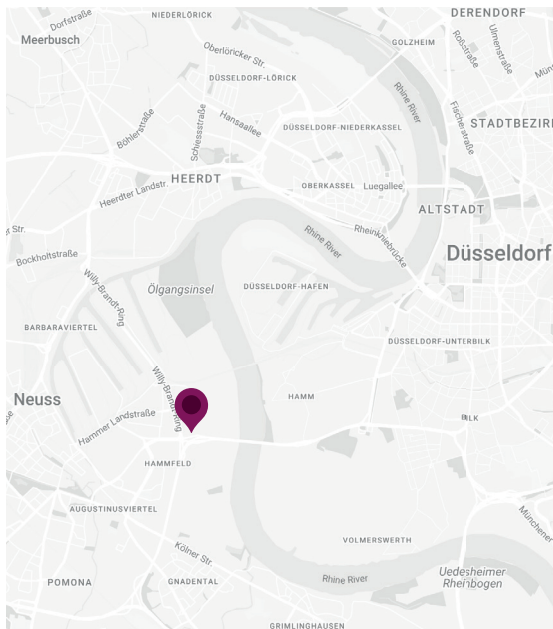 DERENDORF
Dorfstraße
NIEDERLÖRICK
Meerbusch
Oberlöricker Str.
GOLZHEIM
Roßstraße
Ulmenstraße
DÜSSELDORF-LÖRICK
Rhine River
Böhlerstraße
Schiessstraße
Hansaallee
DÜSSELDORF-NIEDERKASSEL
STADTBEZIR
HEERDT
OBERKASSEL
Luegallee
Heerdter Landstr.
ALTSTADT
r Str.
Rhine River
Rheinkniebrücke
Bockholtstraße
Düsseldorf
Willy-Brandt-Ring
Ölgangsinsel
DÜSSELDORF-HAFEN
BARBARAVIERTEL
DÜSSELDORF-UNTERBILK
Neuss
Willy-Brandt-Ring
HAMM
Hammer Landstraße
BILK
HAMMFELD
AUGUSTINUSVIERTEL
Münchener
VOLMERSWERTH
Kölner Str.
POMONA
GNADENTAL
Rhine River
Uedesheimer
Rheinbogen
GRIMLINGHAUSEN